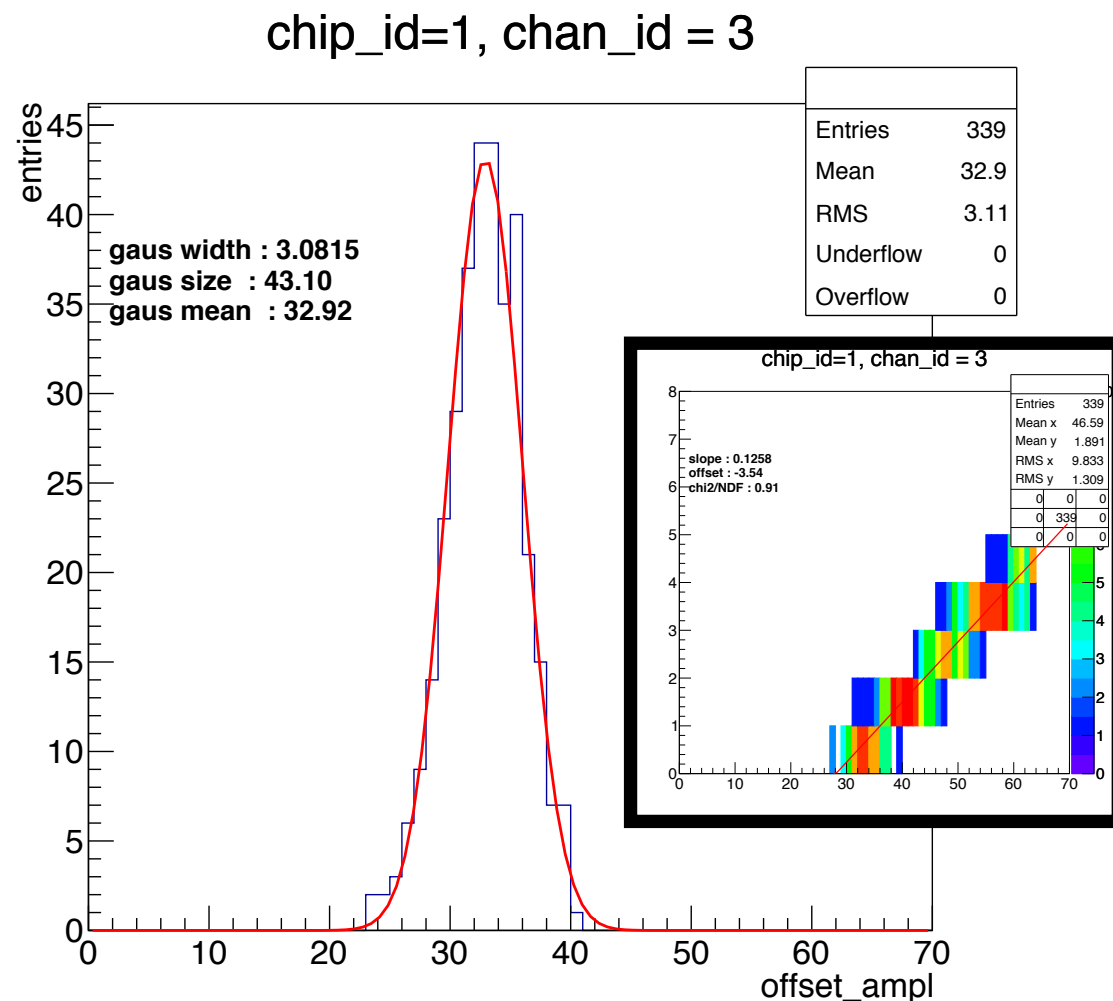 chip_id=1, chan_id = 3
entries
45
40
35
30
25
20
15
10
5
0
gaus width : 3.0815
gaus size : 43.10
gaus mean : 32.92
Entries 339
Mean 32.9
RMS 3.11
Underflow 0
Overflow 0
0 10 20 30 40 50 60 70
offset_ampl
chip_id=1, chan_id = 3
8
7
6
5
4
3
2
1
0
slope : 0.1258
offset : -3.54
chi2/NDF : 0.91
Entries 339
Mean x 46.59
Mean y 1.891
RMS x 9.833
RMS y 1.309
0 0 0
0 339 0
0 0 0
5
4
3
2
1
0
0 10 20 30 40 50 60 70